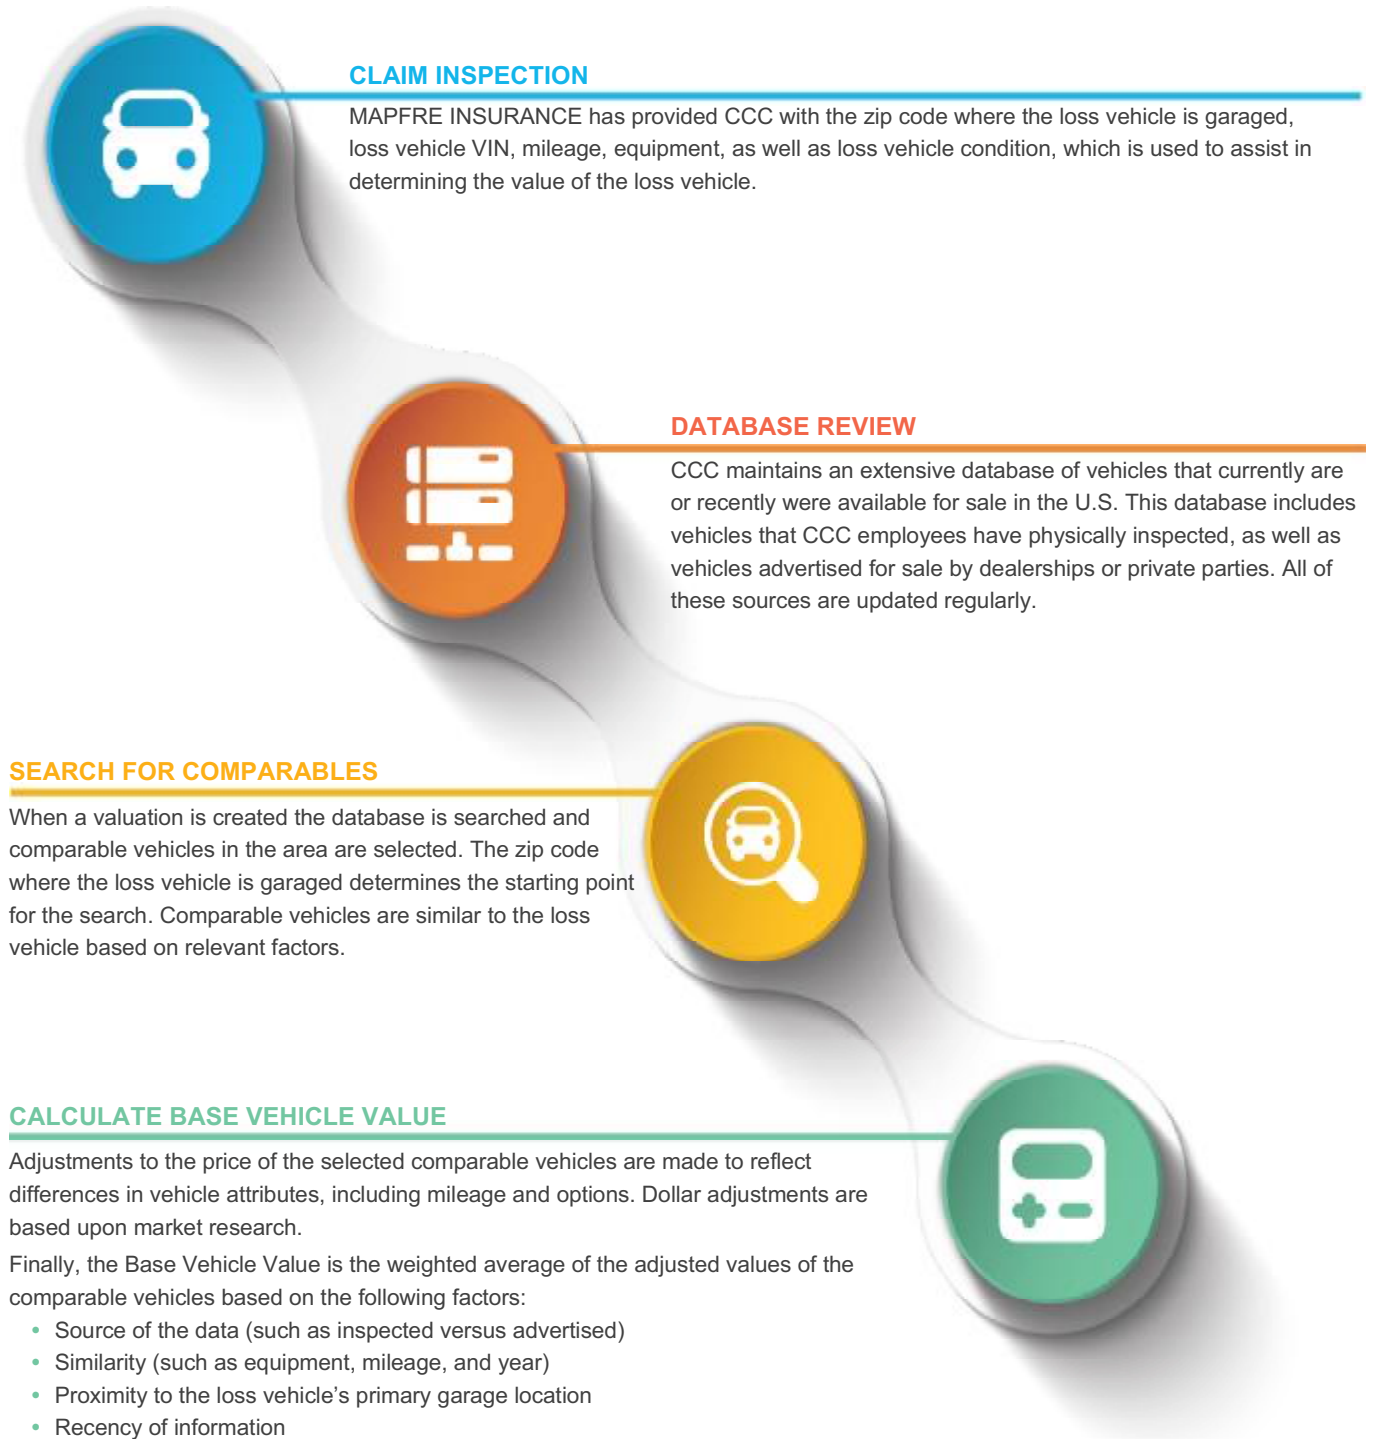 CLAIM INSPECTION
MAPFRE INSURANCE has provided CCC with the zip code where the loss vehicle is garaged,
loss vehicle VIN, mileage, equipment, as well as loss vehicle condition, which is used to assist in
determining the value of the loss vehicle.
DATABASE REVIEW
CCC maintains an extensive database of vehicles that currently are
or recently were available for sale in the U.S. This database includes
vehicles that CCC employees have physically inspected, as well as
vehicles advertised for sale by dealerships or private parties. All of
these sources are updated regularly.
SEARCH FOR COMPARABLES
When a valuation is created the database is searched and
comparable vehicles in the area are selected. The zip code
where the loss vehicle is garaged determines the starting point
for the search. Comparable vehicles are similar to the loss
vehicle based on relevant factors.
CALCULATE BASE VEHICLE VALUE
Adjustments to the price of the selected comparable vehicles are made to reflect
differences in vehicle attributes, including mileage and options. Dollar adjustments are
based upon market research.
Finally, the Base Vehicle Value is the weighted average of the adjusted values of the
comparable vehicles based on the following factors:
• Source of the data (such as inspected versus advertised)
• Similarity (such as equipment, mileage, and year)
• Proximity to the loss vehicle's primary garage location
• Recency of information